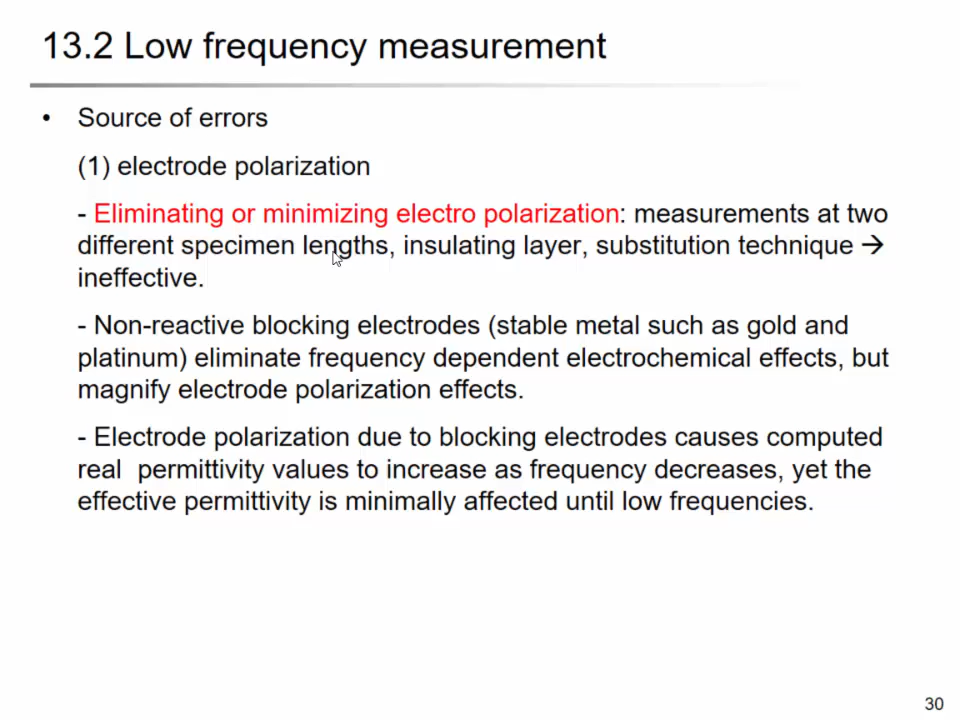 13.2 Low frequency measurement
• Source of errors
(1) electrode polarization
- Eliminating or minimizing electro polarization: measurements at two
different specimen lengths, insulating layer, substitution technique →
ineffective.
- Non-reactive blocking electrodes (stable metal such as gold and
platinum) eliminate frequency dependent electrochemical effects, but
magnify electrode polarization effects.
- Electrode polarization due to blocking electrodes causes computed
real permittivity values to increase as frequency decreases, yet the
effective permittivity is minimally affected until low frequencies.
30